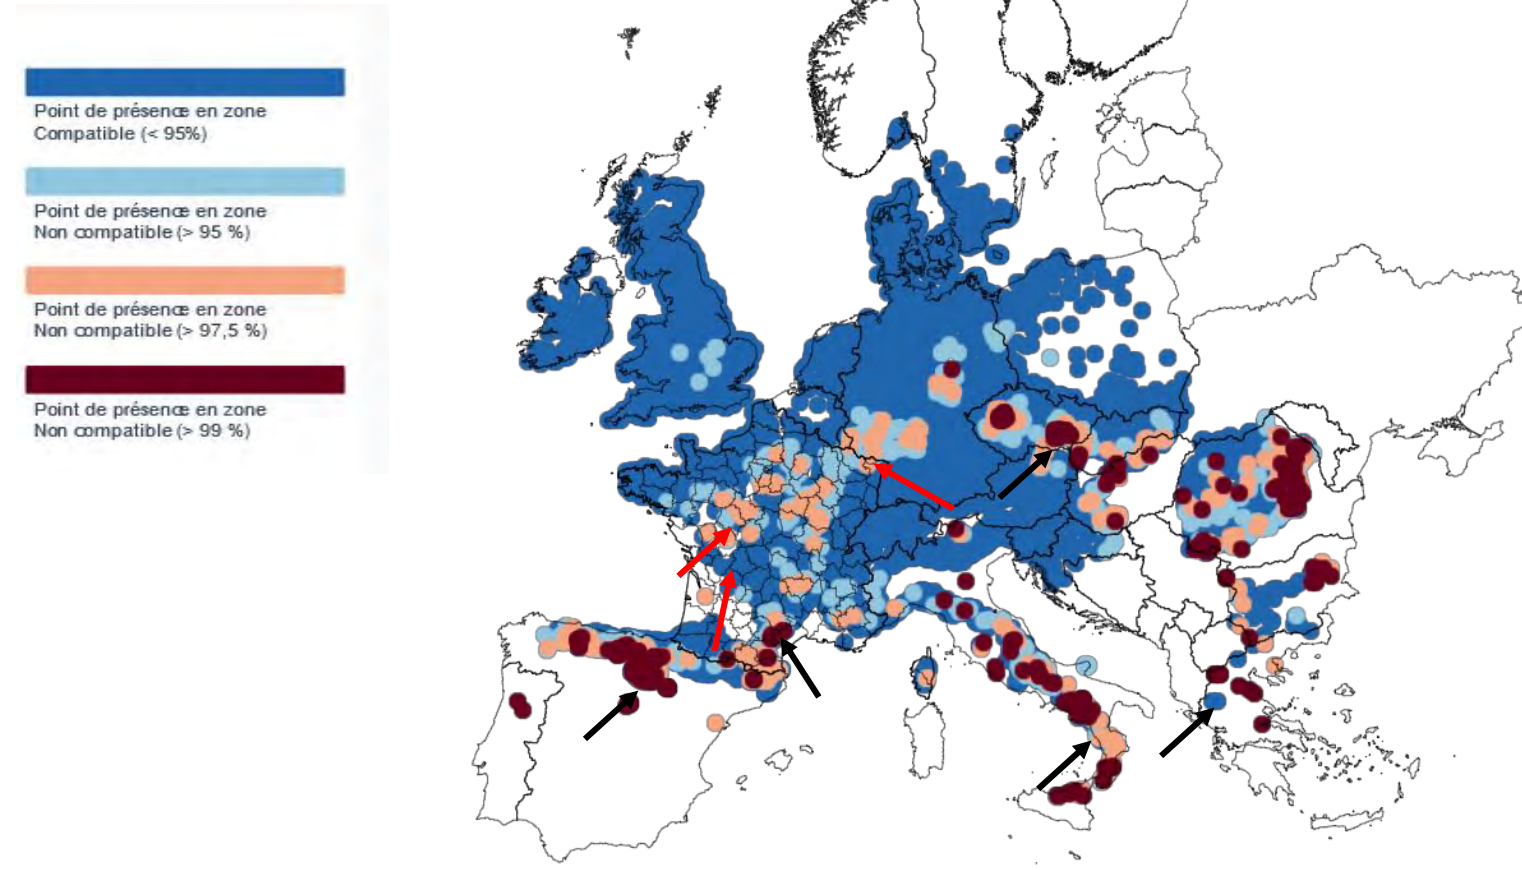 Point de présence en zone
Compatible (< 95%)
Point de présence en zone
Non compatible (> 95 %)
Point de présence en zone
Non compatible (> 97,5 %)
Point de présence en zone
Non compatible (> 99 %)